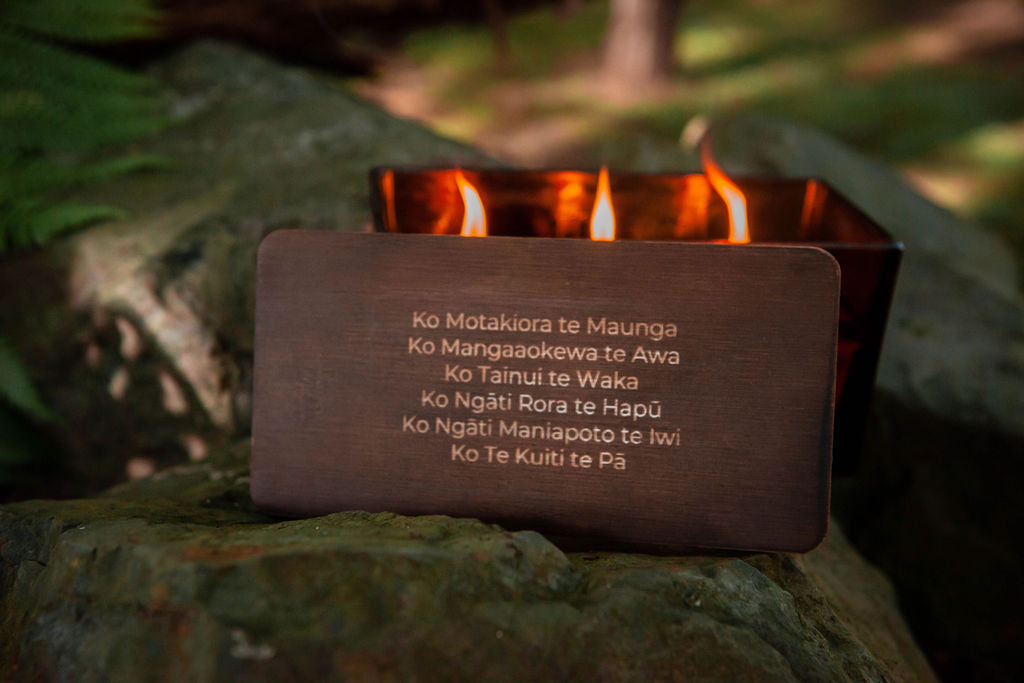 Ko Motakiora te Maunga
Ko Mangaaokewa te Awa
Ko Tainui te Waka
Ko Ngāti Rora te Hapū
Ko Ngāti Maniapoto te Iwi
Ko Te Kuiti te Pā